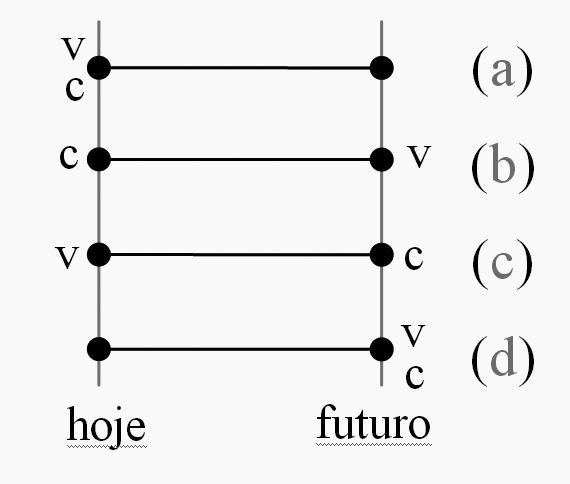 v
c (a)
c v (b)
v c (c)
v
c (d)
hoje futuro